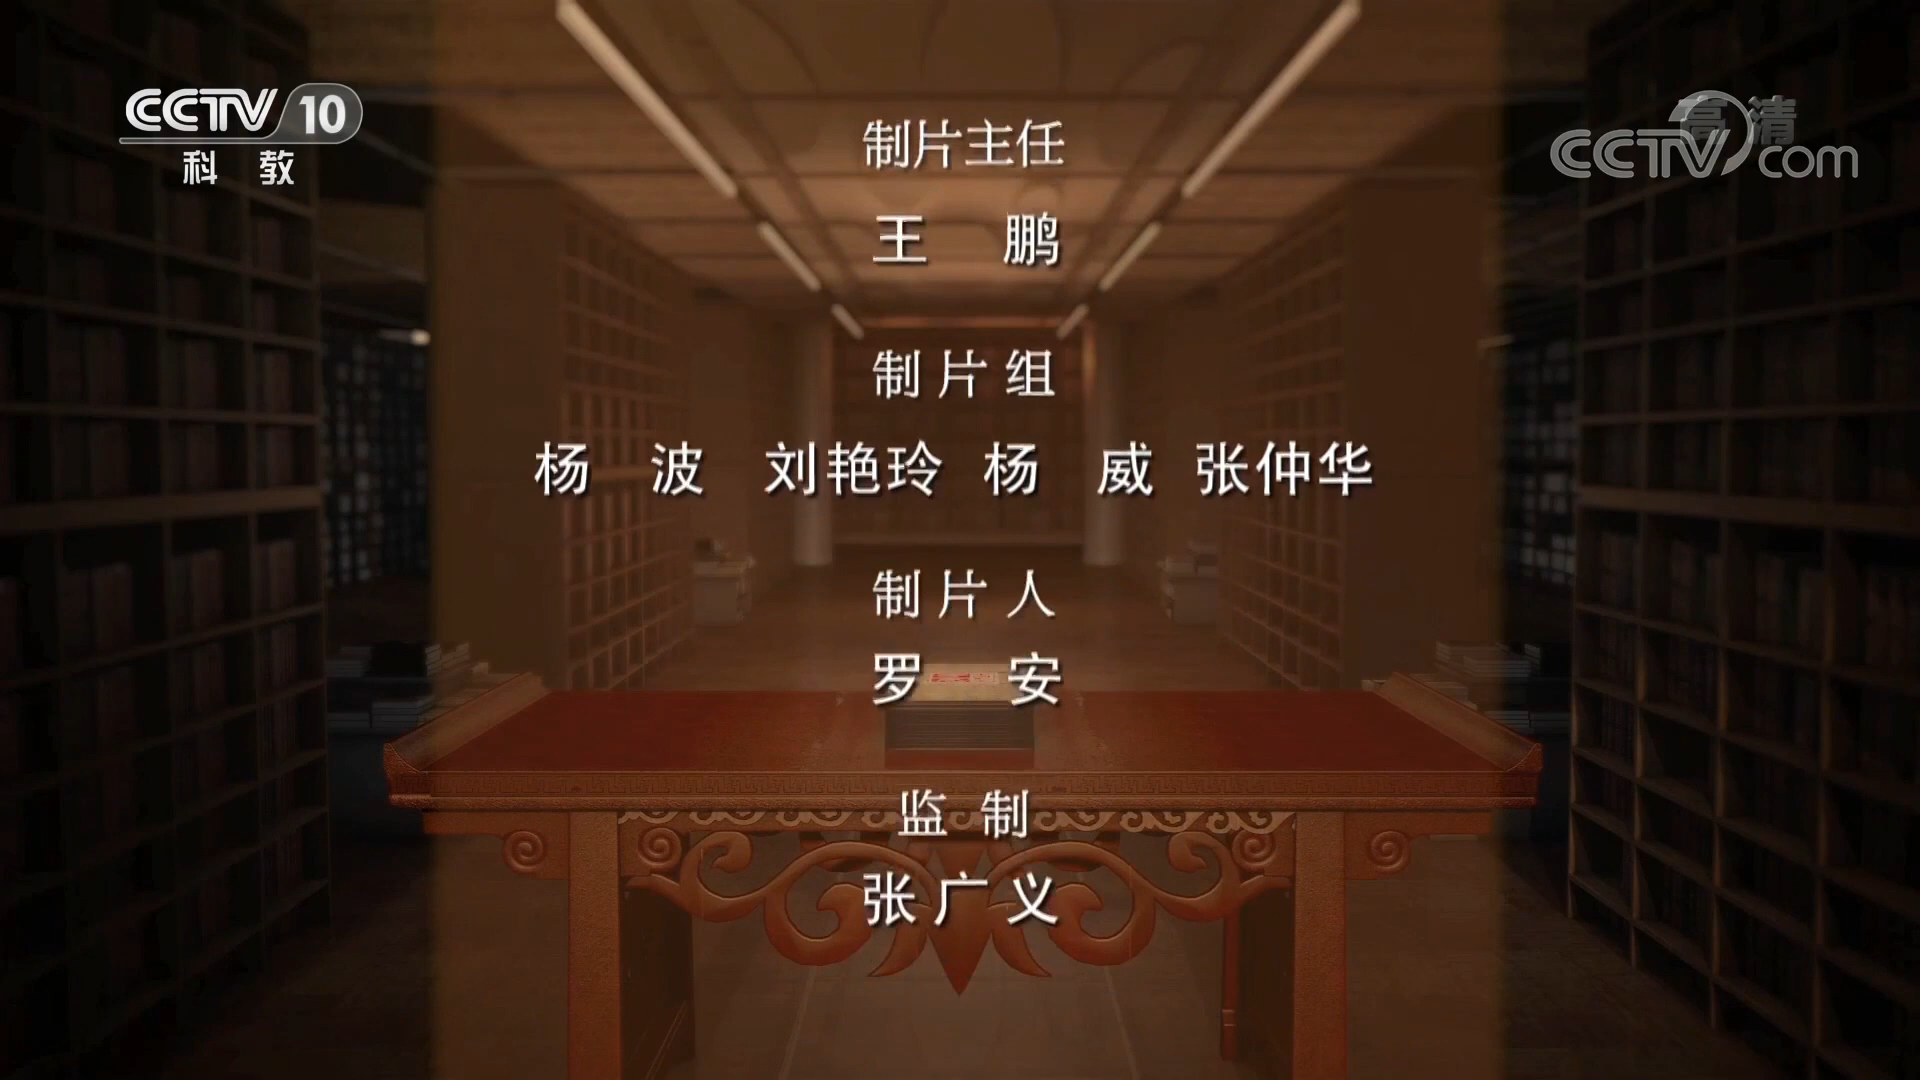 CCTV 10
科 教
高清
CCTV.com
制片主任
王 鹏
制片组
杨 波 刘艳玲 杨 威 张仲华
制片人
罗 安
监制
张广义